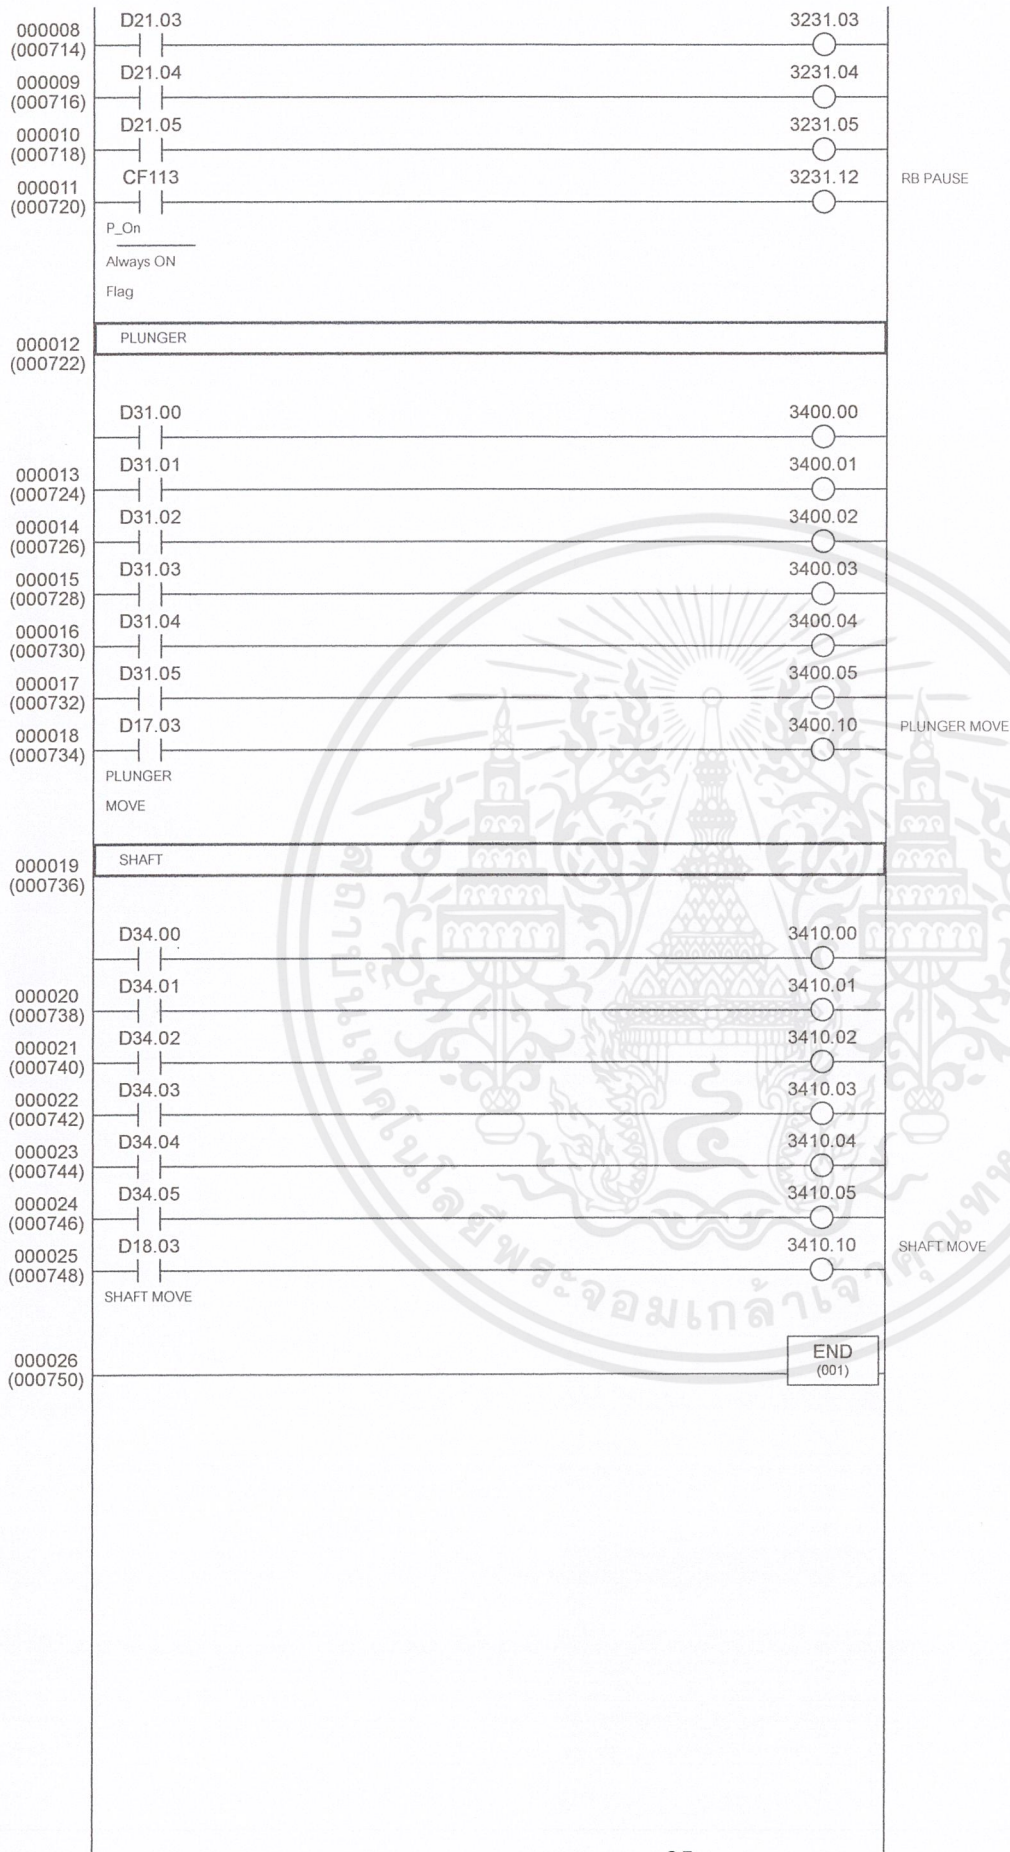 D21.03 3231.03
000008
(000714)
D21.04 3231.04
000009
(000716)
D21.05 3231.05
000010
(000718)
CF113 3231.12
000011 RB PAUSE
(000720)
P_On
Always ON
Flag
000012 PLUNGER
(000722)
D31.00 3400.00
D31.01 3400.01
000013
(000724)
D31.02 3400.02
000014
(000726)
D31.03 3400.03
000015
(000728)
D31.04 3400.04
000016
(000730)
D31.05 3400.05
000017
(000732)
D17.03 3400.10 PLUNGER MOVE
000018
(000734)
PLUNGER
MOVE
000019 SHAFT
(000736)
D34.00 3410.00
D34.01 3410.01
000020
(000738)
D34.02 3410.02
000021
(000740)
D34.03 3410.03
000022
(000742)
D34.04 3410.04
000023
(000744)
D34.05 3410.05
000024
(000746)
D18.03 3410.10 SHAFT MOVE
000025
(000748)
SHAFT MOVE
END
000026 (001)
(000750)